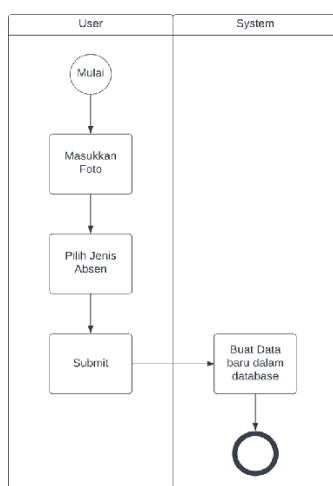 User
System
Mulai
Masukkan
Foto
Pilih Jenis
Absen
Submit
Buat Data
baru dalam
database